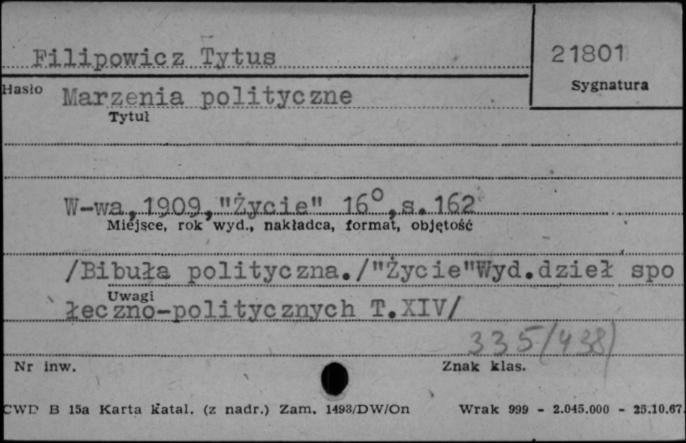 Filipowicz Tytus
21801
Sygnatura
Hasło
Marzenia polityczne
Tytuł
W-wa,1909,"Życie" 16°,s.162
Miejsce, rok wyd., nakładca, format, objętość
/Bibuła polityczna./"Życie"Wyd.dzieł spo
Uwagi
łeczno-politycznych T.XIV/
335/438)
Nr inw.
Znak klas.
CWD B 15a Karta katal. (z nadr.) Zam. 1493/DW/On
Wrak 999 - 2.045.000 - 25.10.67.